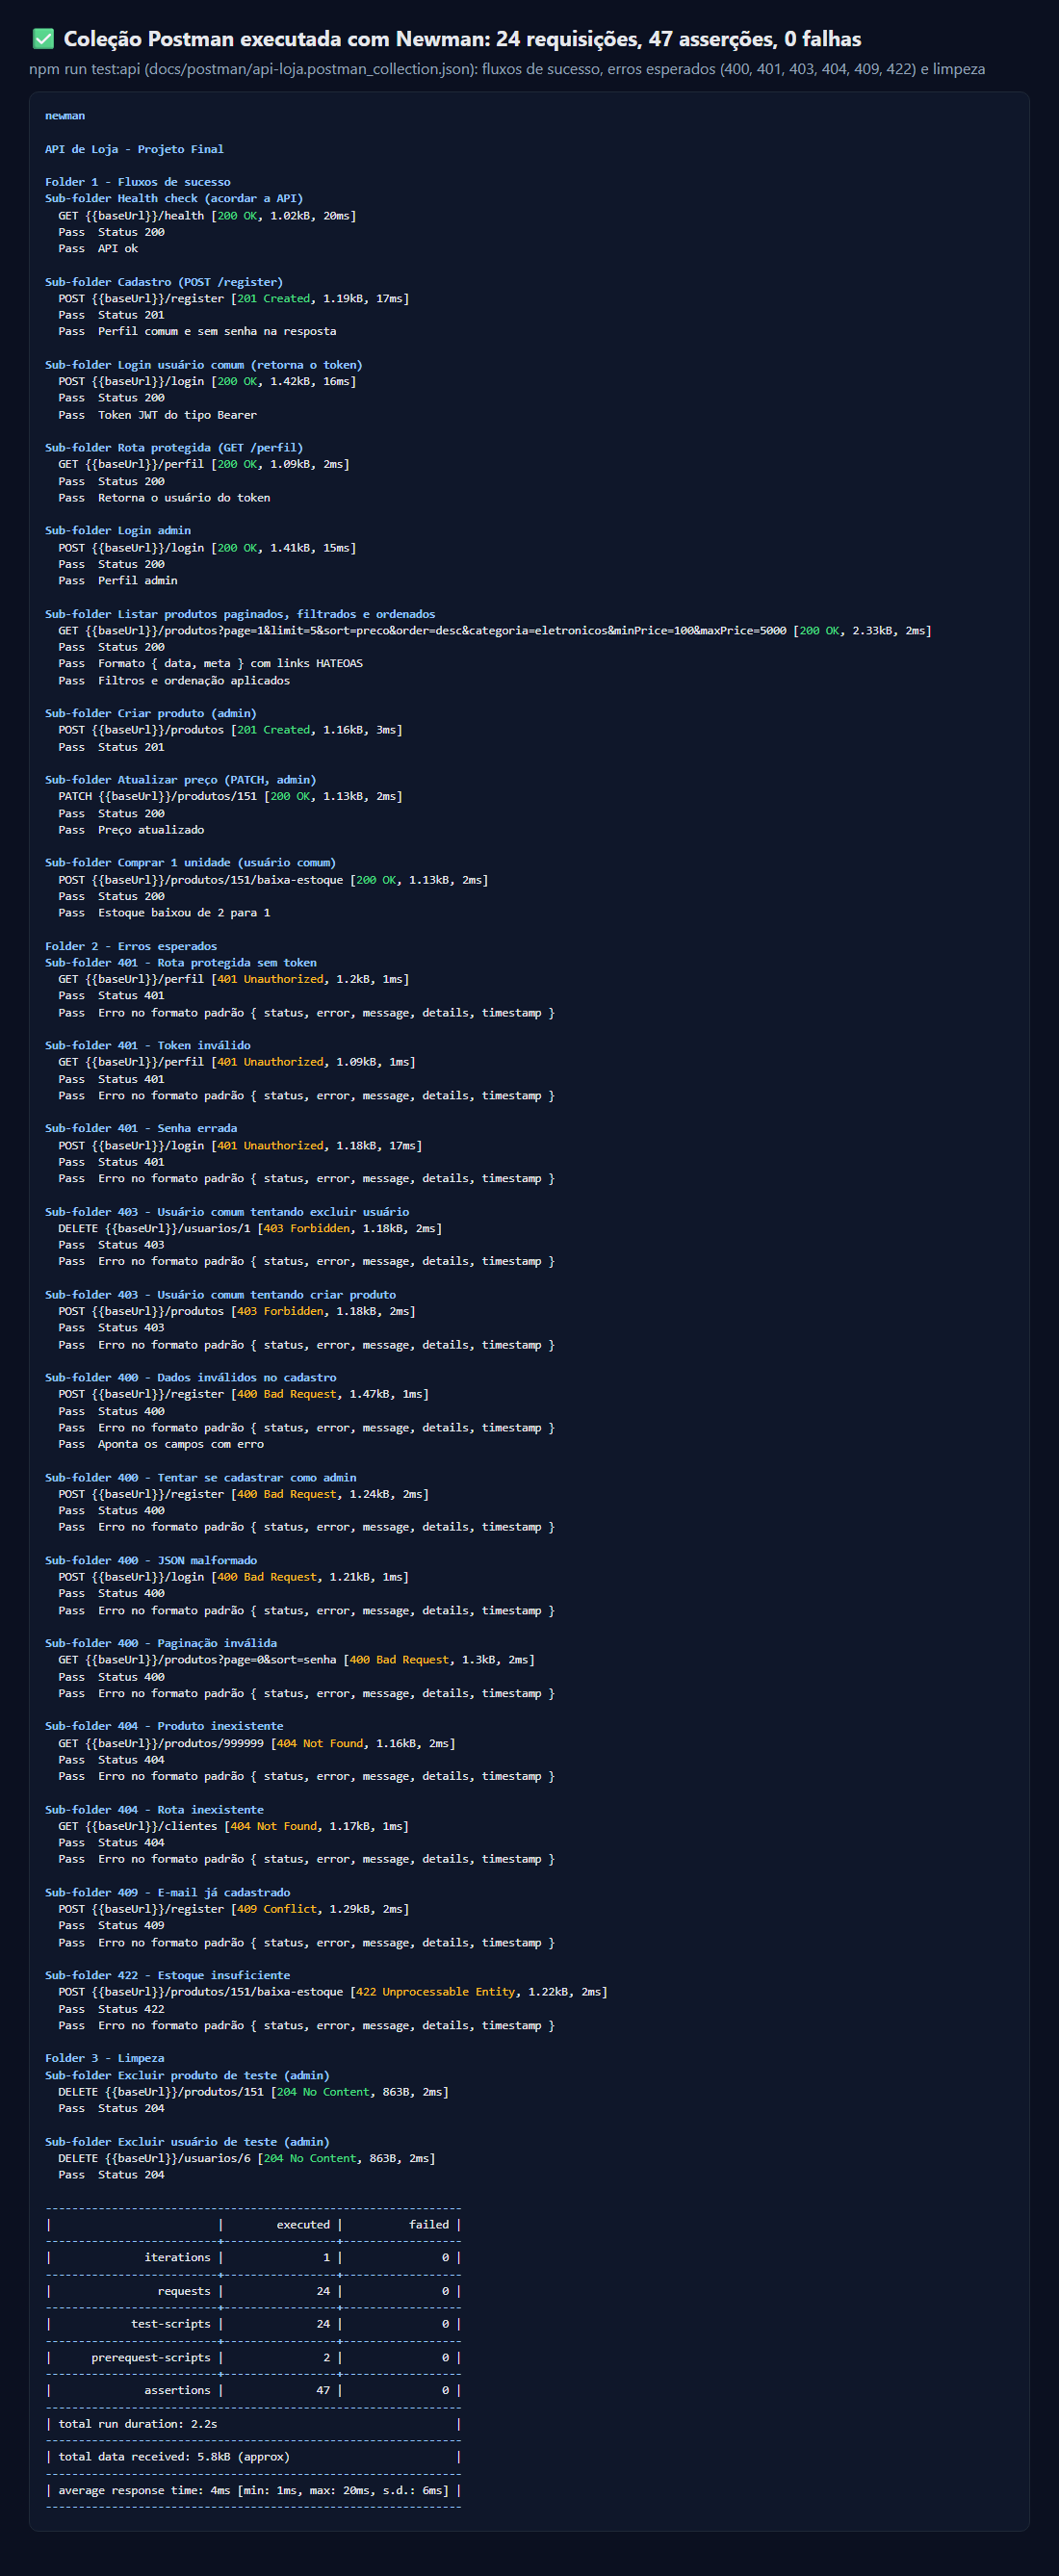 ✅ Coleção Postman executada com Newman: 24 requisições, 47 asserções, 0 falhas
npm run test:api (docs/postman/api-loja.postman_collection.json): fluxos de sucesso, erros esperados (400, 401, 403, 404, 409, 422) e limpeza
newman
API de Loja - Projeto Final
Folder 1 - Fluxos de sucesso
Sub-folder Health check (acordar a API)
GET {{baseUrl}}/health [200 OK, 1.02kB, 20ms]
Pass  Status 200
Pass  API ok
Sub-folder Cadastro (POST /register)
POST {{baseUrl}}/register [201 Created, 1.19kB, 17ms]
Pass  Status 201
Pass  Perfil comum e sem senha na resposta
Sub-folder Login usuário comum (retorna o token)
POST {{baseUrl}}/login [200 OK, 1.42kB, 16ms]
Pass  Status 200
Pass  Token JWT do tipo Bearer
Sub-folder Rota protegida (GET /perfil)
GET {{baseUrl}}/perfil [200 OK, 1.09kB, 2ms]
Pass  Status 200
Pass  Retorna o usuário do token
Sub-folder Login admin
POST {{baseUrl}}/login [200 OK, 1.41kB, 15ms]
Pass  Status 200
Pass  Perfil admin
Sub-folder Listar produtos paginados, filtrados e ordenados
GET {{baseUrl}}/produtos?page=1&limit=5&sort=preco&order=desc&categoria=eletronicos&minPrice=100&maxPrice=5000 [200 OK, 2.33kB, 2ms]
Pass  Status 200
Pass  Formato { data, meta } com links HATEOAS
Pass  Filtros e ordenação aplicados
Sub-folder Criar produto (admin)
POST {{baseUrl}}/produtos [201 Created, 1.16kB, 3ms]
Pass  Status 201
Sub-folder Atualizar preço (PATCH, admin)
PATCH {{baseUrl}}/produtos/151 [200 OK, 1.13kB, 2ms]
Pass  Status 200
Pass  Preço atualizado
Sub-folder Comprar 1 unidade (usuário comum)
POST {{baseUrl}}/produtos/151/baixa-estoque [200 OK, 1.13kB, 2ms]
Pass  Status 200
Pass  Estoque baixou de 2 para 1
Folder 2 - Erros esperados
Sub-folder 401 - Rota protegida sem token
GET {{baseUrl}}/perfil [401 Unauthorized, 1.2kB, 1ms]
Pass  Status 401
Pass  Erro no formato padrão { status, error, message, details, timestamp }
Sub-folder 401 - Token inválido
GET {{baseUrl}}/perfil [401 Unauthorized, 1.09kB, 1ms]
Pass  Status 401
Pass  Erro no formato padrão { status, error, message, details, timestamp }
Sub-folder 401 - Senha errada
POST {{baseUrl}}/login [401 Unauthorized, 1.18kB, 17ms]
Pass  Status 401
Pass  Erro no formato padrão { status, error, message, details, timestamp }
Sub-folder 403 - Usuário comum tentando excluir usuário
DELETE {{baseUrl}}/usuarios/1 [403 Forbidden, 1.18kB, 2ms]
Pass  Status 403
Pass  Erro no formato padrão { status, error, message, details, timestamp }
Sub-folder 403 - Usuário comum tentando criar produto
POST {{baseUrl}}/produtos [403 Forbidden, 1.18kB, 2ms]
Pass  Status 403
Pass  Erro no formato padrão { status, error, message, details, timestamp }
Sub-folder 400 - Dados inválidos no cadastro
POST {{baseUrl}}/register [400 Bad Request, 1.47kB, 1ms]
Pass  Status 400
Pass  Erro no formato padrão { status, error, message, details, timestamp }
Pass  Aponta os campos com erro
Sub-folder 400 - Tentar se cadastrar como admin
POST {{baseUrl}}/register [400 Bad Request, 1.24kB, 2ms]
Pass  Status 400
Pass  Erro no formato padrão { status, error, message, details, timestamp }
Sub-folder 400 - JSON malformado
POST {{baseUrl}}/login [400 Bad Request, 1.21kB, 1ms]
Pass  Status 400
Pass  Erro no formato padrão { status, error, message, details, timestamp }
Sub-folder 400 - Paginação inválida
GET {{baseUrl}}/produtos?page=0&sort=senha [400 Bad Request, 1.3kB, 2ms]
Pass  Status 400
Pass  Erro no formato padrão { status, error, message, details, timestamp }
Sub-folder 404 - Produto inexistente
GET {{baseUrl}}/produtos/999999 [404 Not Found, 1.16kB, 2ms]
Pass  Status 404
Pass  Erro no formato padrão { status, error, message, details, timestamp }
Sub-folder 404 - Rota inexistente
GET {{baseUrl}}/clientes [404 Not Found, 1.17kB, 1ms]
Pass  Status 404
Pass  Erro no formato padrão { status, error, message, details, timestamp }
Sub-folder 409 - E-mail já cadastrado
POST {{baseUrl}}/register [409 Conflict, 1.29kB, 2ms]
Pass  Status 409
Pass  Erro no formato padrão { status, error, message, details, timestamp }
Sub-folder 422 - Estoque insuficiente
POST {{baseUrl}}/produtos/151/baixa-estoque [422 Unprocessable Entity, 1.22kB, 2ms]
Pass  Status 422
Pass  Erro no formato padrão { status, error, message, details, timestamp }
Folder 3 - Limpeza
Sub-folder Excluir produto de teste (admin)
DELETE {{baseUrl}}/produtos/151 [204 No Content, 863B, 2ms]
Pass  Status 204
Sub-folder Excluir usuário de teste (admin)
DELETE {{baseUrl}}/usuarios/6 [204 No Content, 863B, 2ms]
Pass  Status 204
| | executed | failed |
| iterations | 1 | 0 |
| requests | 24 | 0 |
| test-scripts | 24 | 0 |
| prerequest-scripts | 2 | 0 |
| assertions | 47 | 0 |
| total run duration: 2.2s |
| total data received: 5.8kB (approx) |
| average response time: 4ms [min: 1ms, max: 20ms, s.d.: 6ms] |